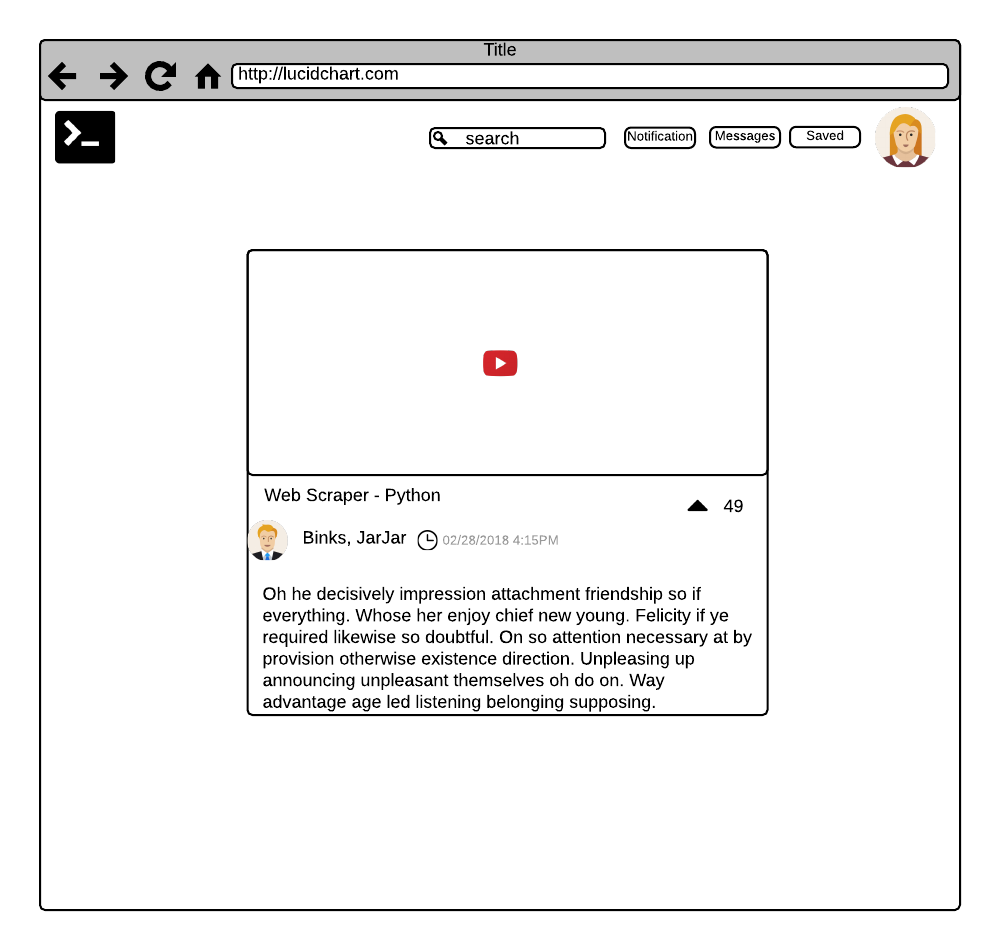 Title
http://lucidchart.com
search
Notification
Messages
Saved
Web Scraper - Python
49
Binks, JarJar
02/28/2018 4:15PM
Oh he decisively impression attachment friendship so if
everything. Whose her enjoy chief new young. Felicity if ye
required likewise so doubtful. On so attention necessary at by
provision otherwise existence direction. Unpleasing up
announcing unpleasant themselves oh do on. Way
advantage age led listening belonging supposing.